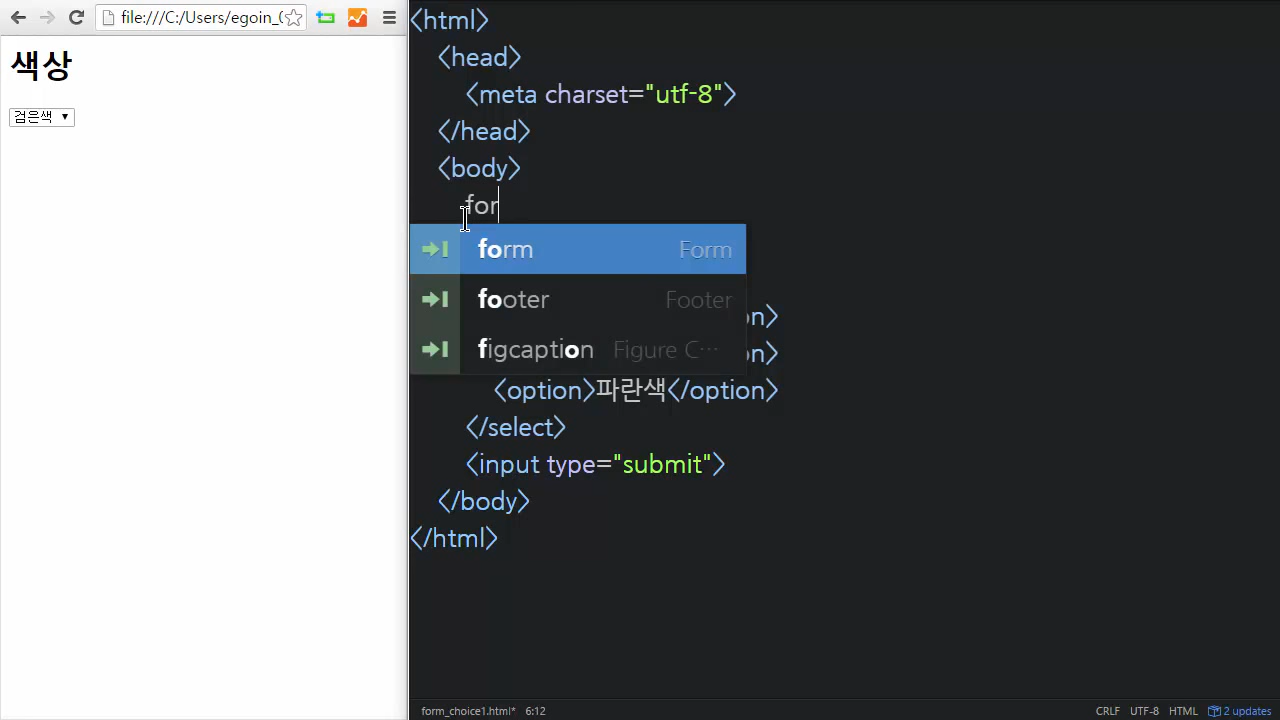 file:///C:/Users/egoin_(
색상
검은색
<html>
<head>
<meta charset="utf-8">
</head>
<body>
for
form Form
footer Footer
figcaption Figure C···
on>
on>
<option>파란색</option>
</select>
<input type="submit">
</body>
</html>
form_choice1.html* 6:12 CRLF UTF-8 HTML 2 updates